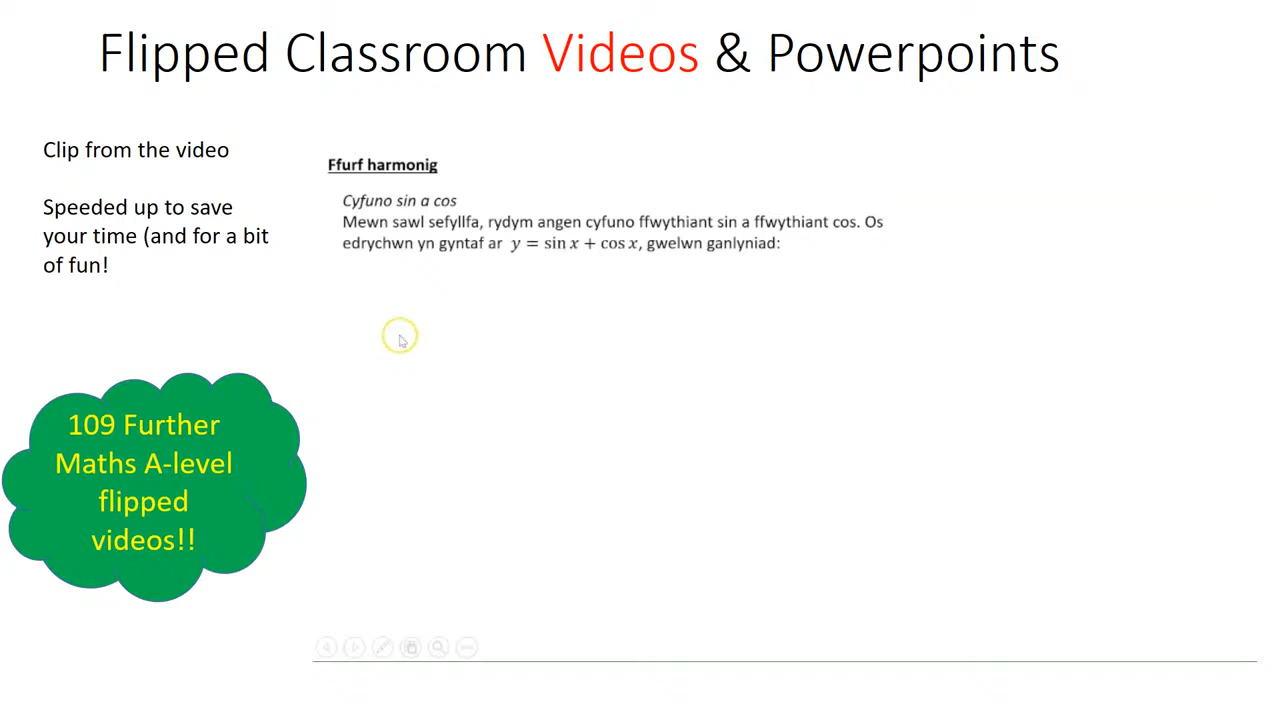 Flipped Classroom Videos & Powerpoints
Clip from the video
Speeded up to save
your time (and for a bit
of fun!
Ffurf harmonig
Cyfuno sin a cos
Mewn sawl sefyllfa, rydym angen cyfuno ffwythiant sin a ffwythiant cos. Os
edrychwn yn gyntaf ar y = sin x + cos x, gwelwn ganlyniad:
109 Further
Maths A-level
flipped
videos!!